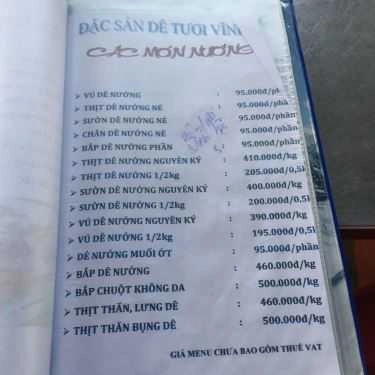 ĐẶC SẢN DÊ TƯƠI VĨNH
CÁC MÓN NƯỚNG
➤ VÚ DÊ NƯỚNG : 95.000đ/ph
➤ THỊT DÊ NƯỚNG NÉ : 95.000đ/phần
➤ SƯỜN DÊ NƯỚNG NÉ : 95.000đ/phần
➤ CHÂN DÊ NƯỚNG NÉ : 95.000đ/phần
➤ BẮP DÊ NƯỚNG PHẦN : 95.000đ/phần
➤ THỊT DÊ NƯỚNG NGUYÊN KÝ : 410.000đ/kg
➤ THỊT DÊ NƯỚNG 1/2kg : 205.000đ/0,5k
➤ SƯỜN DÊ NƯỚNG NGUYÊN KÝ : 400.000đ/kg
➤ SƯỜN DÊ NƯỚNG 1/2kg : 200.000đ/0,5k
➤ VÚ DÊ NƯỚNG NGUYÊN KÝ : 390.000đ/kg
➤ VÚ DÊ NƯỚNG 1/2kg : 195.000đ/0,5k
➤ DÊ NƯỚNG MUỐI ỚT : 95.000đ/phần
➤ BẮP DÊ NƯỚNG : 460.000đ/kg
➤ BẮP CHUỘT KHÔNG DA : 500.000đ/kg
➤ THỊT THĂN, LƯNG DÊ : 460.000đ/kg
➤ THỊT THĂN BỤNG DÊ : 500.000đ/kg
GIÁ MENU CHƯA BAO GỒM THUẾ VAT